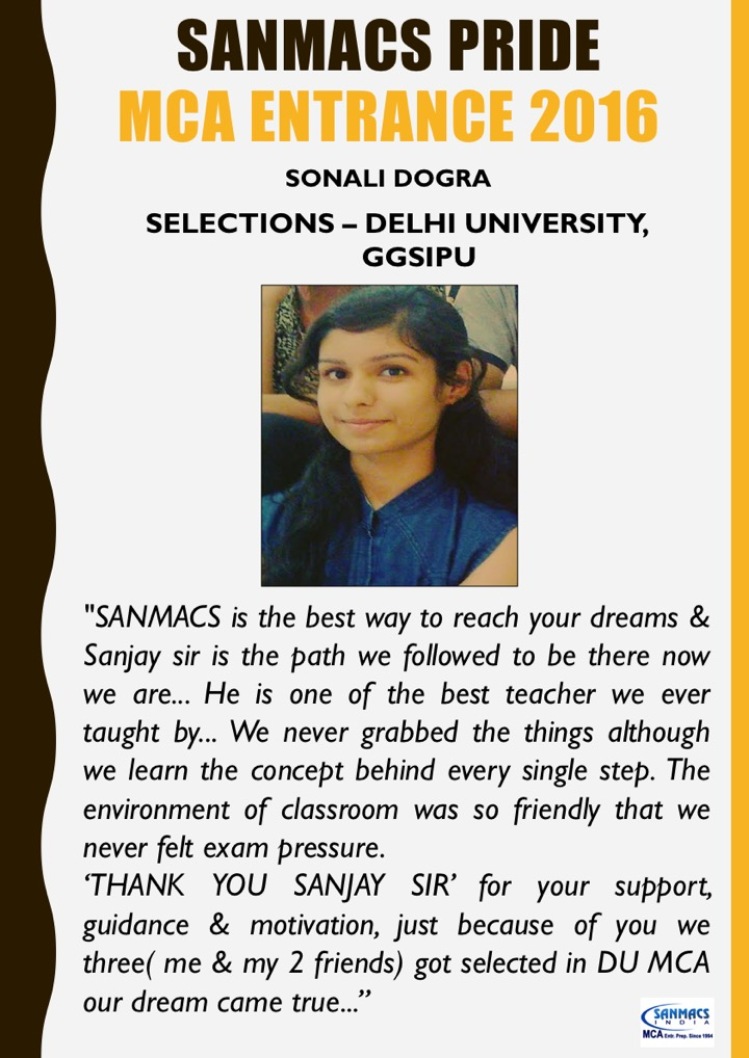 SANMACS PRIDE
MCA ENTRANCE 2016
SONALI DOGRA
SELECTIONS – DELHI UNIVERSITY,
GGSIPU
"SANMACS is the best way to reach your dreams &
Sanjay sir is the path we followed to be there now
we are... He is one of the best teacher we ever
taught by... We never grabbed the things although
we learn the concept behind every single step. The
environment of classroom was so friendly that we
never felt exam pressure.
‘THANK YOU SANJAY SIR’ for your support,
guidance & motivation, just because of you we
three( me & my 2 friends) got selected in DU MCA
our dream came true...”
SANMACS
INDIA
MCA Entr. Prep. Since 1994